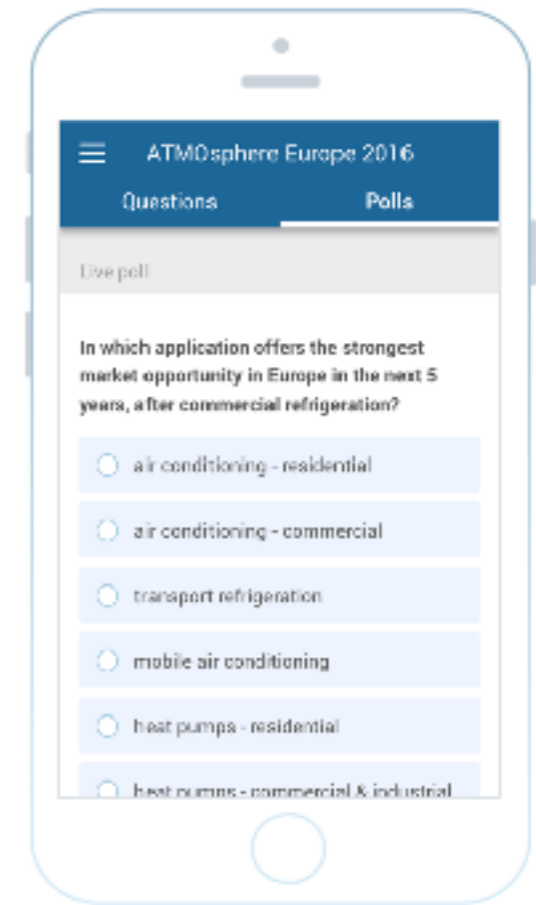 ATMOsphere Europe 2016
Questions Polls
Live poll
In which application offers the strongest
market opportunity in Europe in the next 5
years, after commercial refrigeration?
air conditioning - residential
air conditioning - commercial
transport refrigeration
mobile air conditioning
heat pumps - residential
heat pumps - commercial & industrial